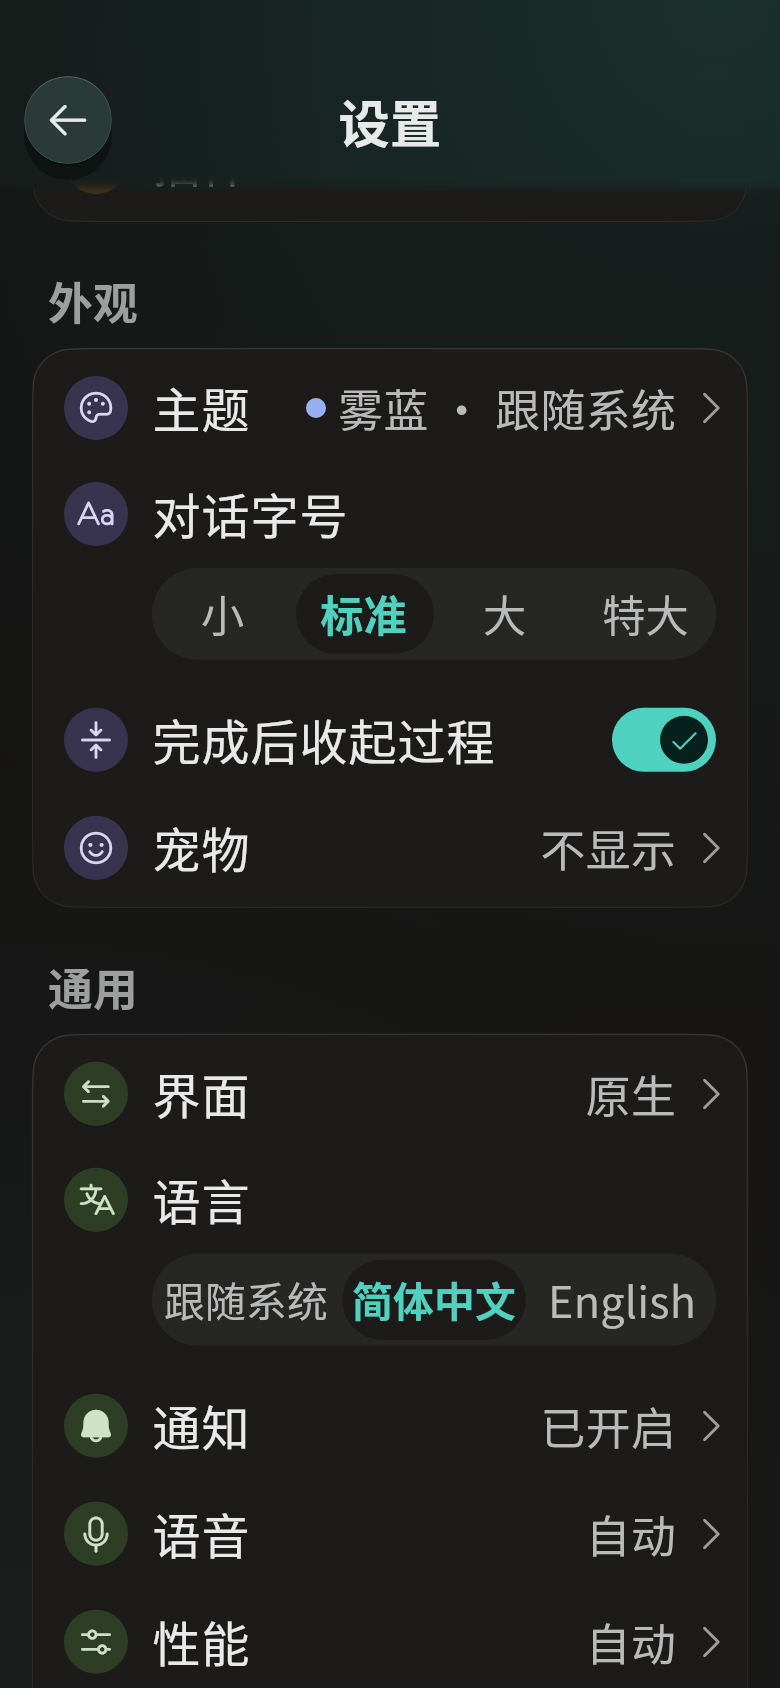 设置
外观
主题 雾蓝 · 跟随系统
Aa 对话字号
小 标准 大 特大
完成后收起过程
宠物 不显示
通用
界面 原生
文A 语言
跟随系统 简体中文 English
通知 已开启
语音 自动
性能 自动